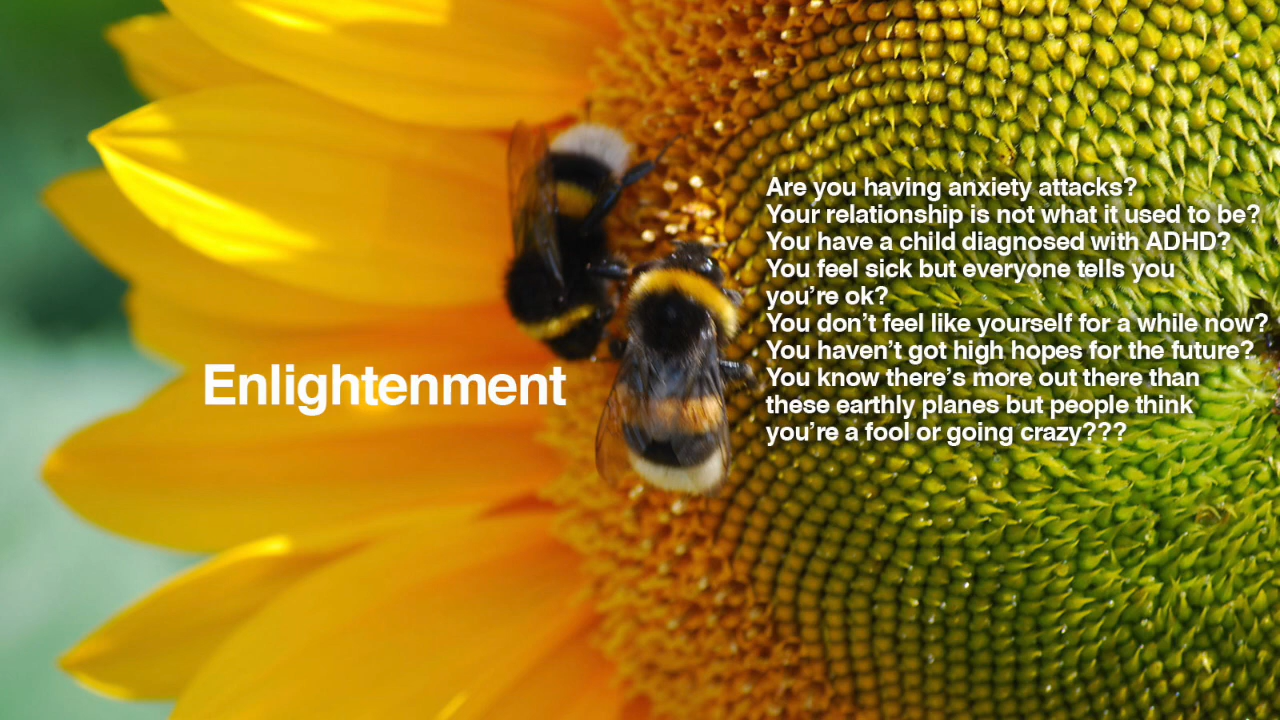 Enlightenment
Are you having anxiety attacks?
Your relationship is not what it used to be?
You have a child diagnosed with ADHD?
You feel sick but everyone tells you
you’re ok?
You don’t feel like yourself for a while now?
You haven’t got high hopes for the future?
You know there’s more out there than
these earthly planes but people think
you’re a fool or going crazy???